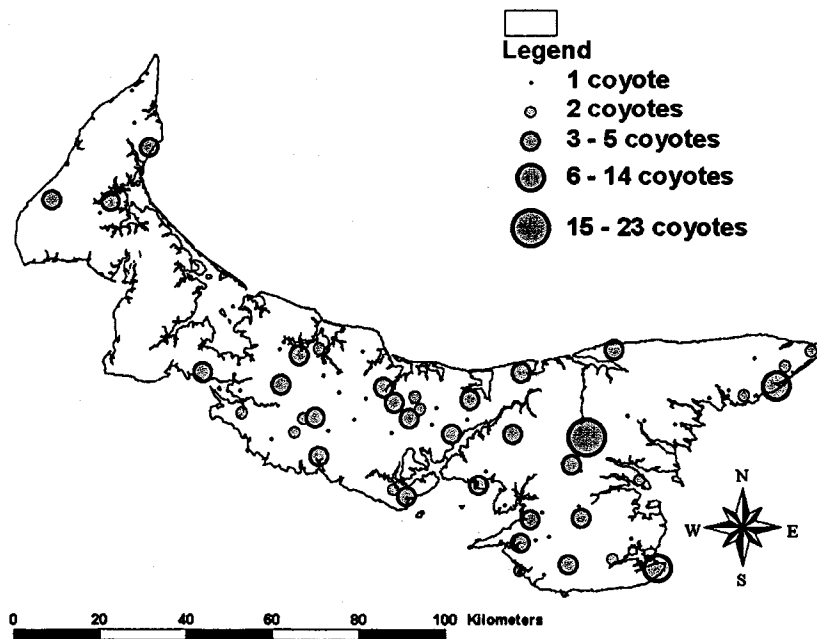 Legend
1 coyote
2 coyotes
3 - 5 coyotes
6 - 14 coyotes
15 - 23 coyotes
N
W E
S
0 20 40 60 80 100 Kilometers